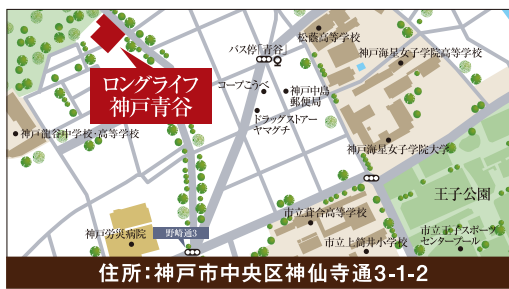 松蔭高等学校
バス停「青谷」
神戸海星女子学院高等学校
ロングライフ
神戸青谷
コープこうべ
神戸中島
郵便局
ドラッグストアー
ヤマグチ
神戸龍谷中学校・高等学校
神戸海星女子学院大学
王子公園
市立葺合高等学校
神戸労災病院
野崎通3
市立上筒井小学校
市立王子スポーツ
センタープール
住所:神戸市中央区神仙寺通3-1-2